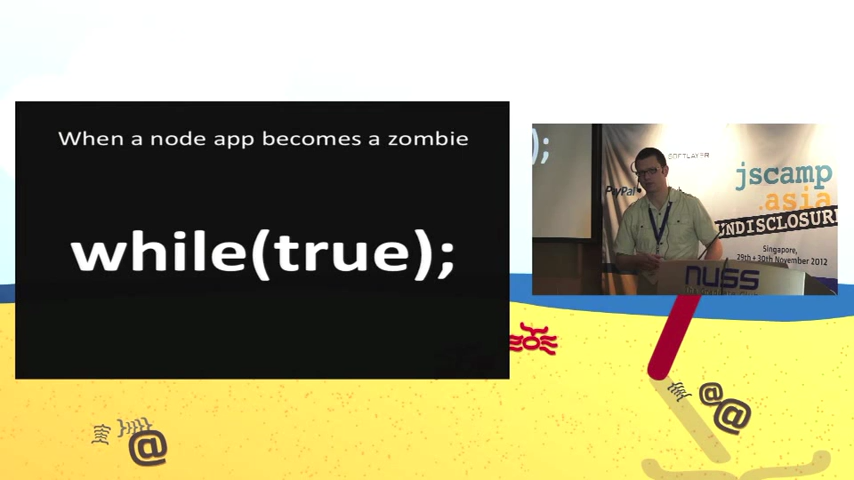 When a node app becomes a zombie
while(true);
);
SOFTLAYER
PayPal
jscamp
.asia
UNDISCLOSURE
Singapore,
29th + 30th November 2012
nuss
@
@
@